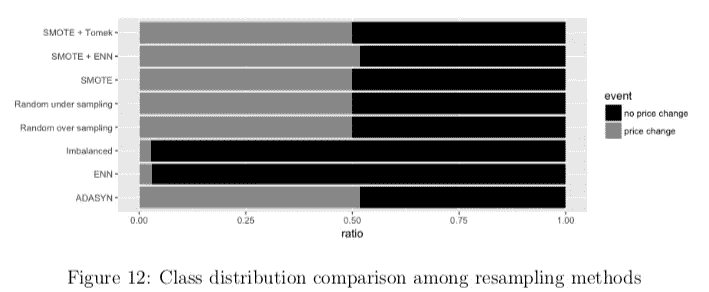 SMOTE + Tomek
SMOTE + ENN
SMOTE
Random under sampling
Random over sampling
Imbalanced
ENN
ADASYN
0.00 0.25 0.50 0.75 1.00
ratio
event
no price change
price change
Figure 12: Class distribution comparison among resampling methods